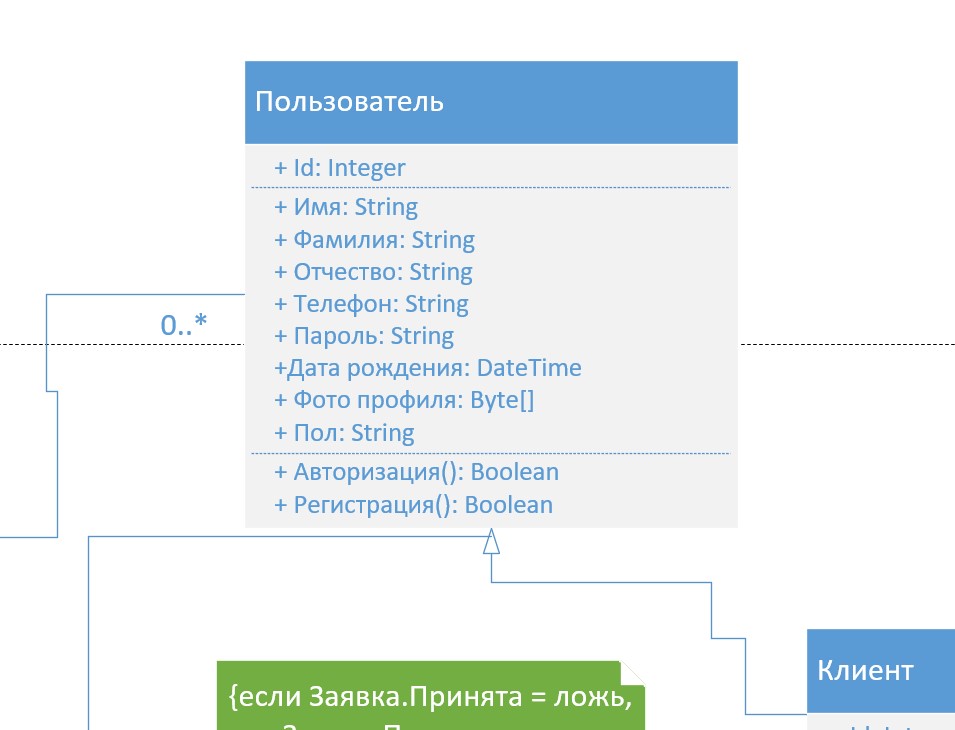 Пользователь
+ Id: Integer
+ Имя: String
+ Фамилия: String
+ Отчество: String
+ Телефон: String
0..*
+ Пароль: String
+Дата рождения: DateTime
+ Фото профиля: Byte[]
+ Пол: String
+ Авторизация(): Boolean
+ Регистрация(): Boolean
Клиент
{если Заявка.Принята = ложь,